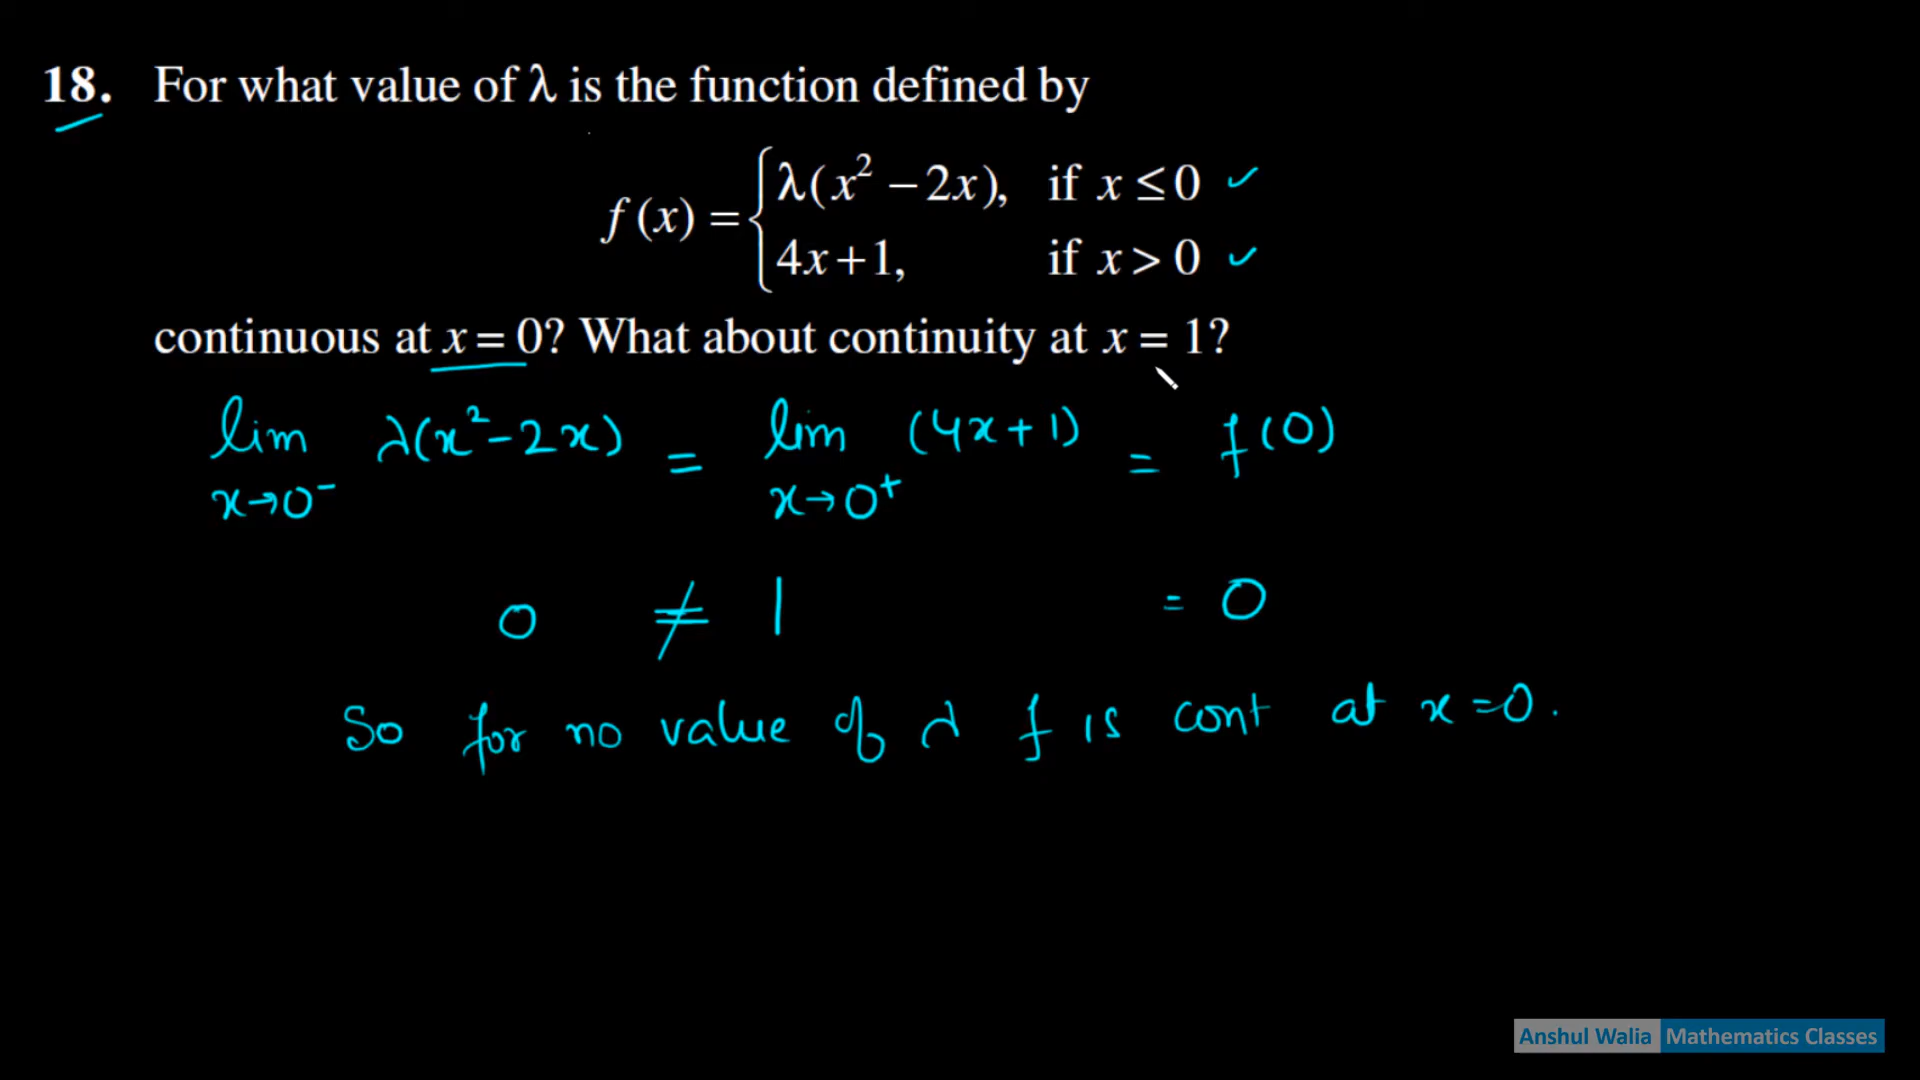 18. For what value of λ is the function defined by
f(x) = { λ(x² − 2x), if x ≤ 0 ✓
4x+1, if x > 0 ✓
continuous at x = 0? What about continuity at x = 1?
lim λ(x²-2x) = lim (4x+1) = f(0)
x→0⁻ x→0⁺
0 ≠ 1 = 0
So for no value of λ f is cont at x=0.
Anshul Walia Mathematics Classes